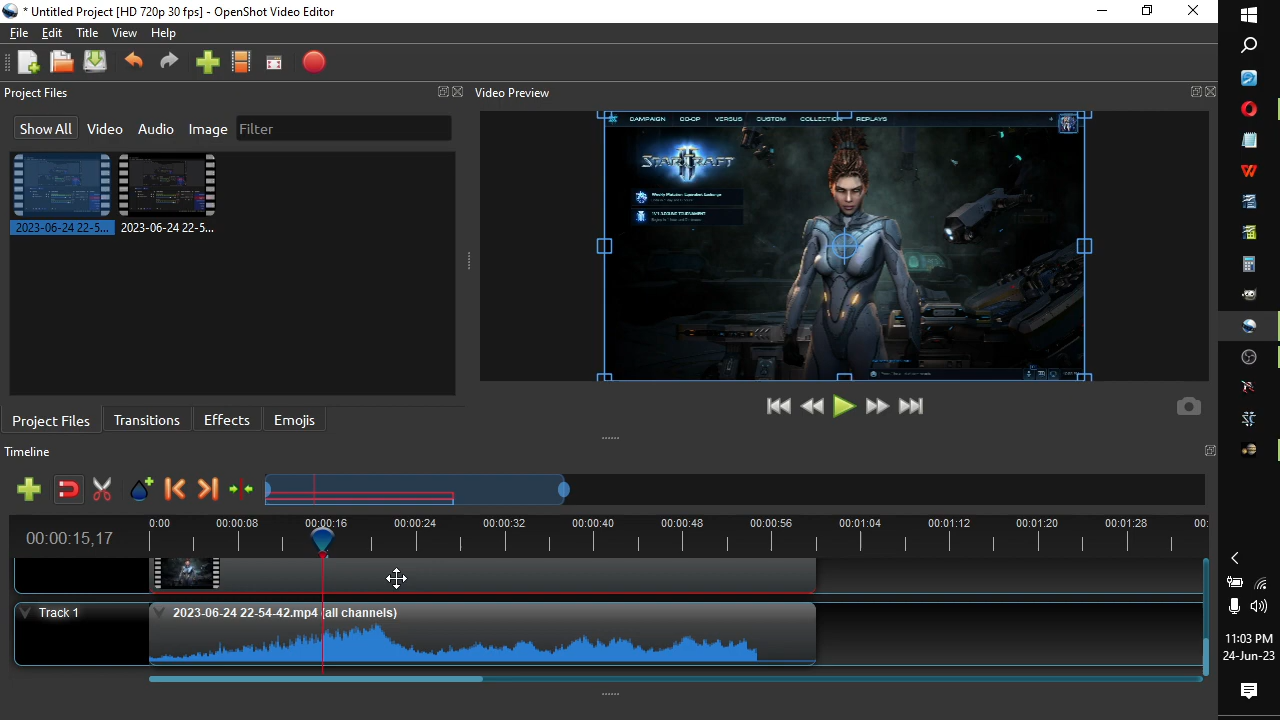 * Untitled Project [HD 720p 30 fps] - OpenShot Video Editor
File Edit Title View Help
Project Files
Video Preview
Show All Video Audio Image Filter
2023-06-24 22-5... 2023-06-24 22-5...
CAMPAIGN CO-OP VERSUS CUSTOM COLLECTION REPLAYS
STARCRAFT II
Project Files Transitions Effects Emojis
Timeline
00:00:15,17
0:00 00:00:08 00:00:16 00:00:24 00:00:32 00:00:40 00:00:48 00:00:56 00:01:04 00:01:12 00:01:20 00:01:28 00:
Track 1
2023-06-24 22-54-42.mp4 (all channels)
11:03 PM
24-Jun-23